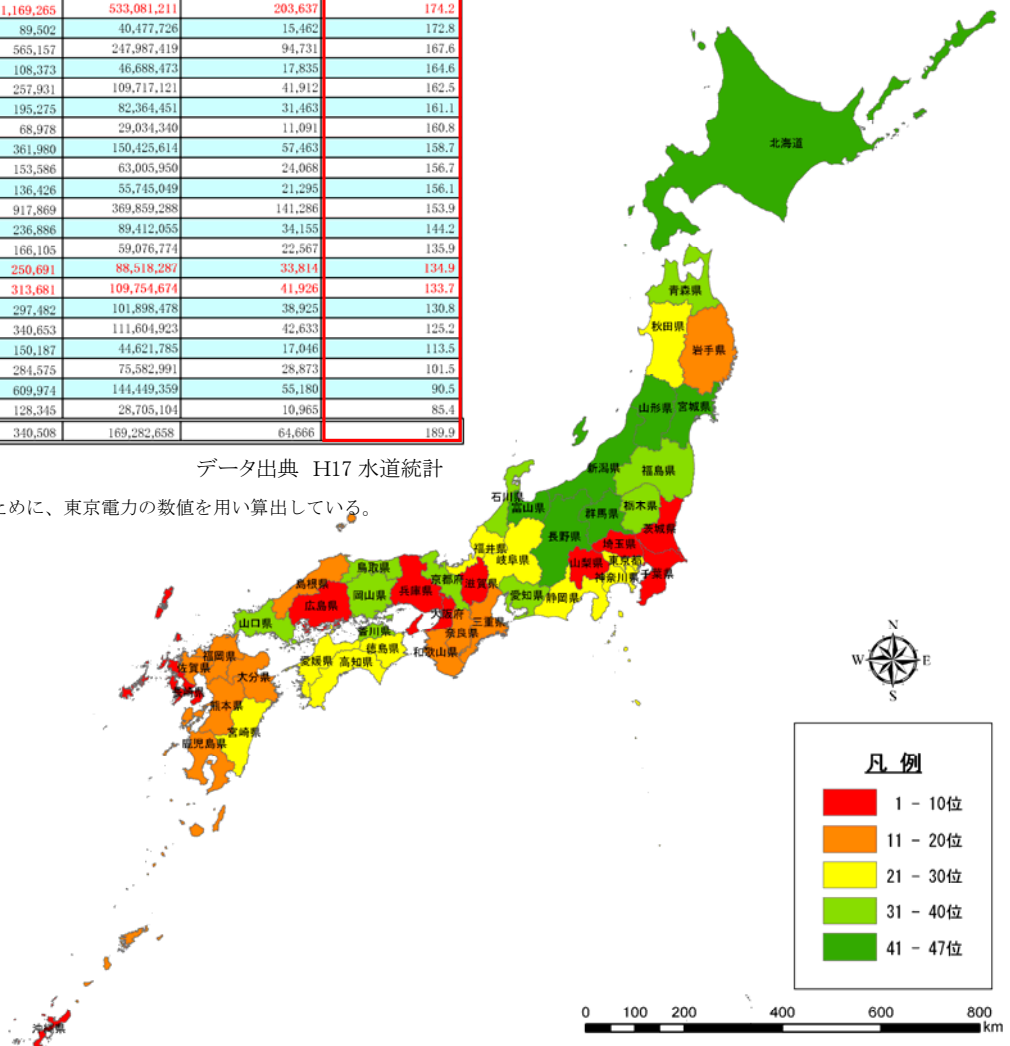 1,169,265 533,081,211 203,637 174.2
89,502 40,477,726 15,462 172.8
565,157 247,987,419 94,731 167.6
108,373 46,688,473 17,835 164.6
257,931 109,717,121 41,912 162.5
195,275 82,364,451 31,463 161.1
68,978 29,034,340 11,091 160.8
361,980 150,425,614 57,463 158.7
153,586 63,005,950 24,068 156.7
136,426 55,745,049 21,295 156.1
917,869 369,859,288 141,286 153.9
236,886 89,412,055 34,155 144.2
166,105 59,076,774 22,567 135.9
250,691 88,518,287 33,814 134.9
313,681 109,754,674 41,926 133.7
297,482 101,898,478 38,925 130.8
340,653 111,604,923 42,633 125.2
150,187 44,621,785 17,046 113.5
284,575 75,582,991 28,873 101.5
609,974 144,449,359 55,180 90.5
128,345 28,705,104 10,965 85.4
340,508 169,282,658 64,666 189.9
データ出典 H17 水道統計
ために、東京電力の数値を用い算出している。
北海道
青森県
秋田県
岩手県
山形県
宮城県
新潟県
福島県
石川県
富山県
群馬県
栃木県
茨城県
長野県
福井県
岐阜県
埼玉県
山梨県
東京都
千葉県
神奈川県
鳥取県
京都府
滋賀県
島根県
岡山県
兵庫県
愛知県
静岡県
広島県
大阪府
三重県
山口県
香川県
奈良県
徳島県
和歌山県
愛媛県
高知県
福岡県
佐賀県
大分県
長崎県
熊本県
宮崎県
鹿児島県
沖縄県
N
W
E
S
凡 例
1 - 10位
11 - 20位
21 - 30位
31 - 40位
41 - 47位
0 100 200 400 600 800
km